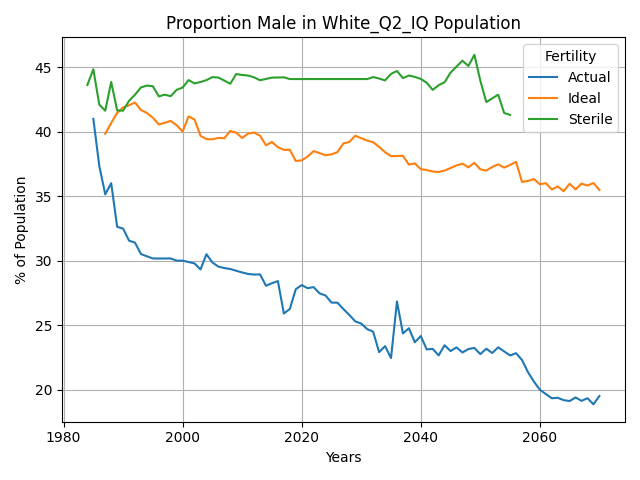 Proportion Male in White_Q2_IQ Population
% of Population
45
40
35
30
25
20
1980
2000
2020
2040
2060
Years
Fertility
Actual
Ideal
Sterile